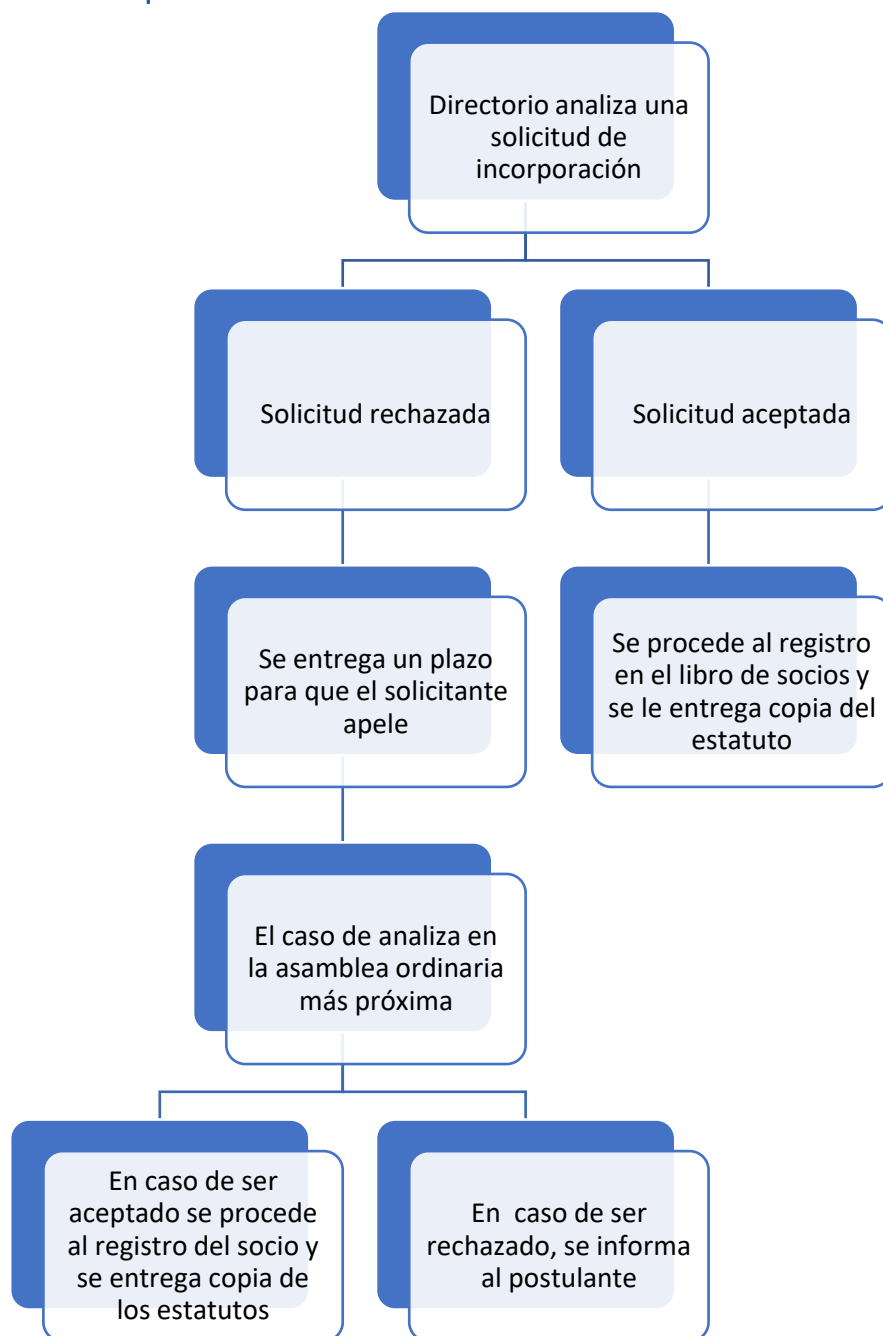 Directorio analiza una
solicitud de
incorporación
Solicitud rechazada
Solicitud aceptada
Se entrega un plazo
para que el solicitante
apele
Se procede al registro
en el libro de socios y
se le entrega copia del
estatuto
El caso de analiza en
la asamblea ordinaria
más próxima
En caso de ser
aceptado se procede
al registro del socio y
se entrega copia de
los estatutos
En  caso de ser
rechazado, se informa
al postulante